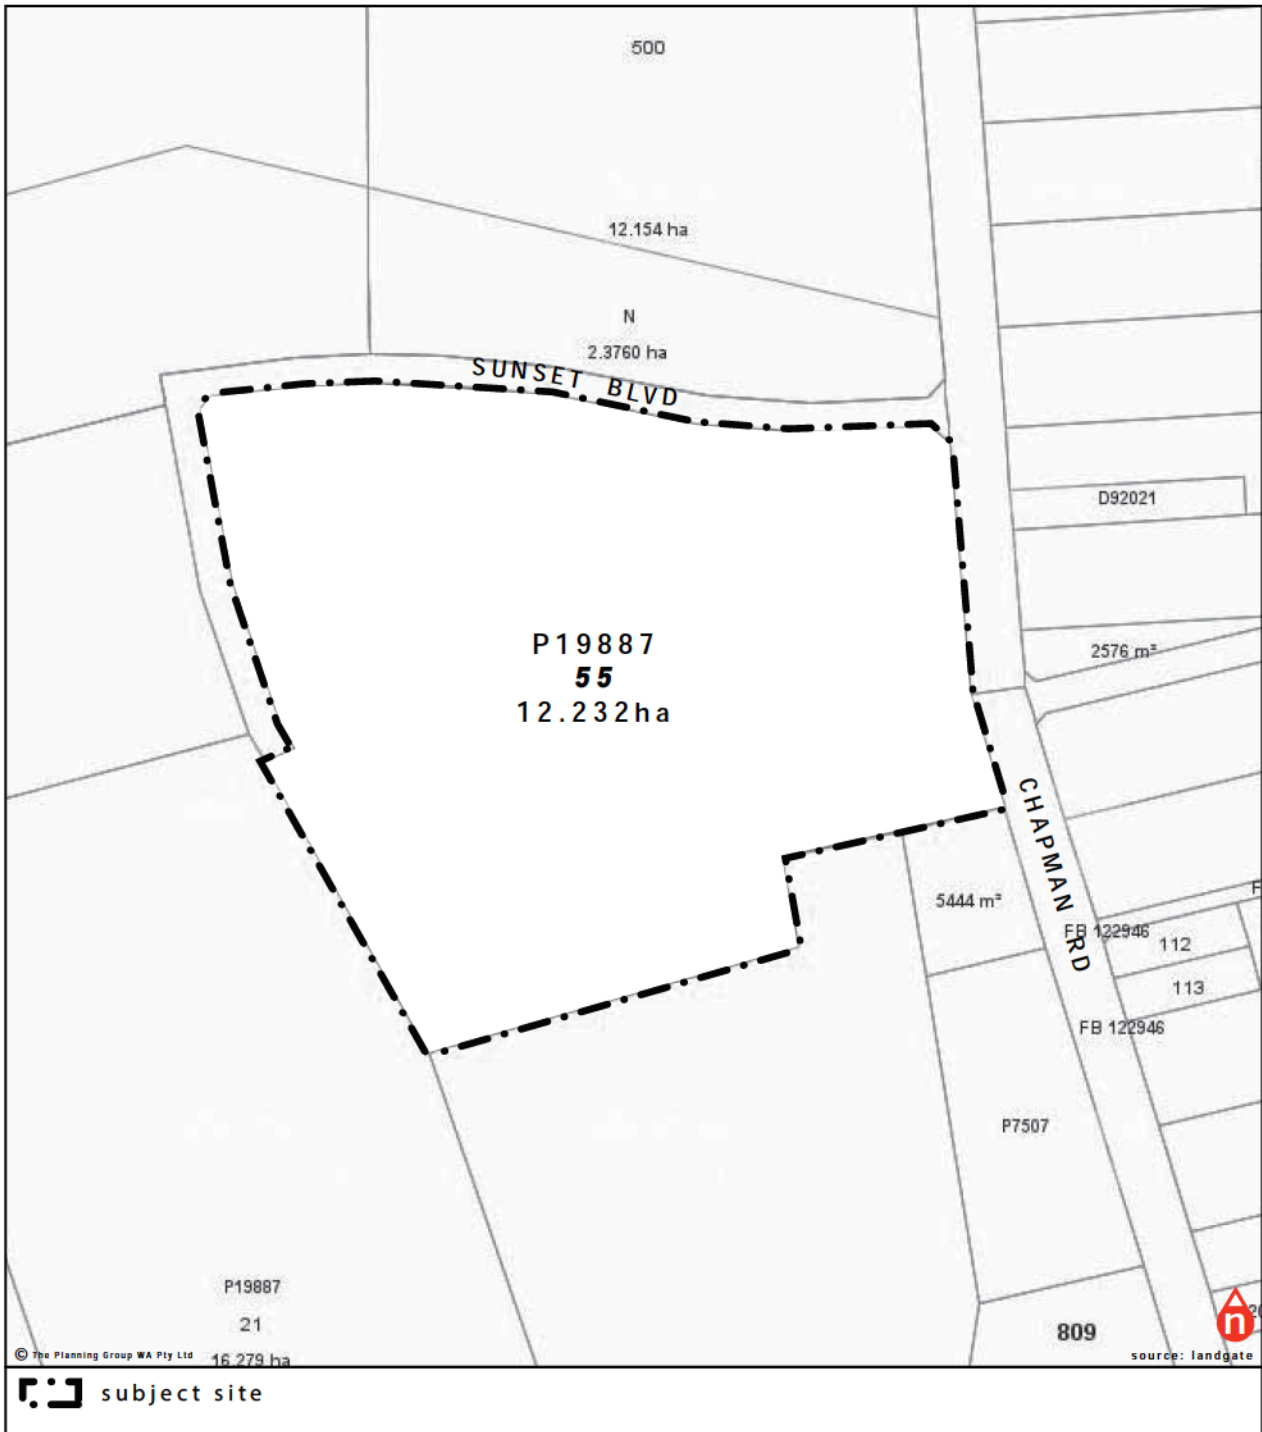 500
12.154 ha
N
2.3760 ha
SUNSET BLVD
D92021
P19887
55
12.232ha
2576 m²
CHAPMAN RD
5444 m²
FB 122946
112
113
FB 122946
P7507
P19887
21
16.279 ha
809
n
© The Planning Group WA Pty Ltd
source: landgate
subject site